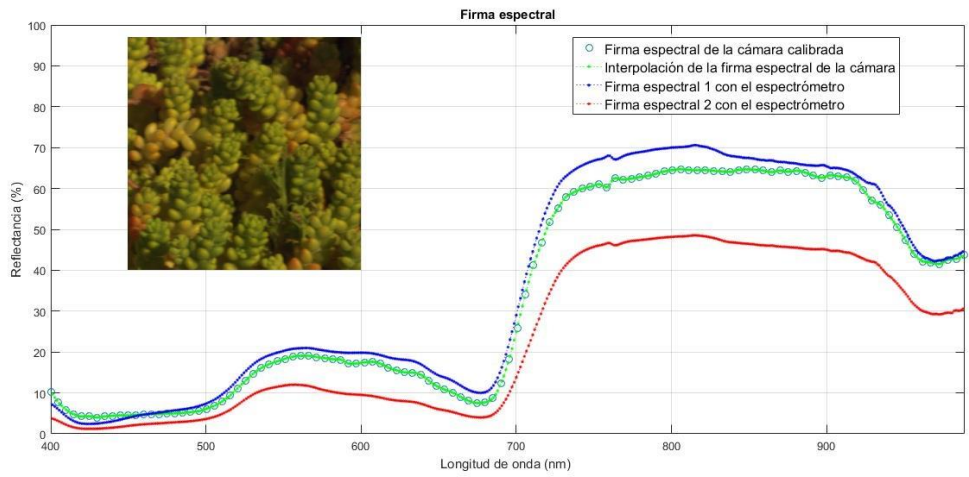 Firma espectral
100
90
80
70
60
50
40
30
20
10
0
Reflectancia (%)
Firma espectral de la cámara calibrada
Interpolación de la firma espectral de la cámara
Firma espectral 1 con el espectrómetro
Firma espectral 2 con el espectrómetro
400
500
600
700
800
900
Longitud de onda (nm)